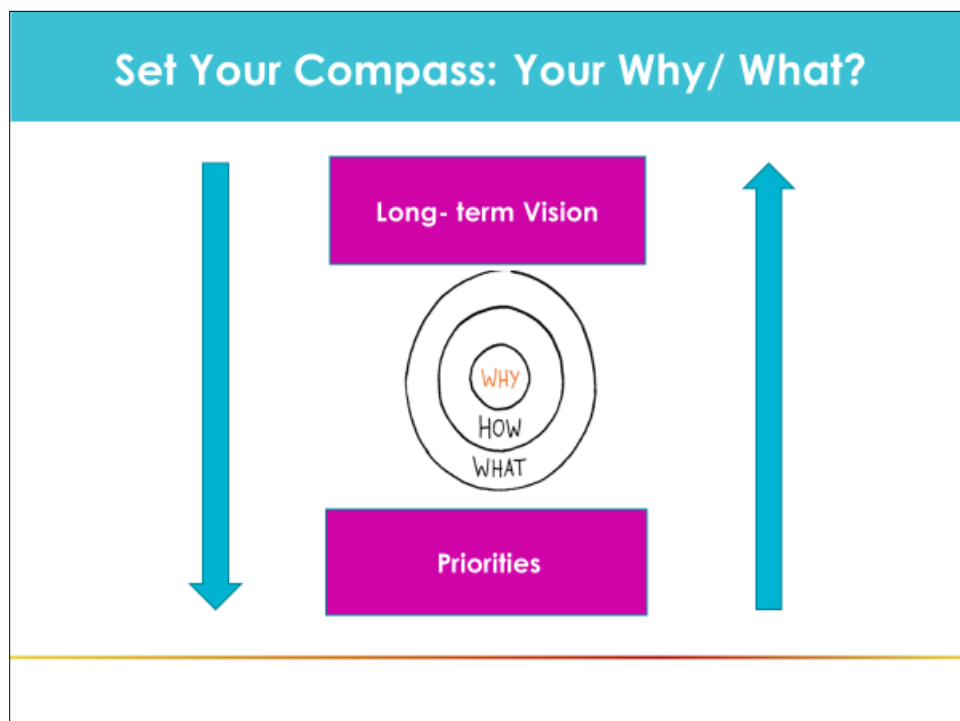 Set Your Compass: Your Why/ What?
Long- term Vision
WHY
HOW
WHAT
Priorities